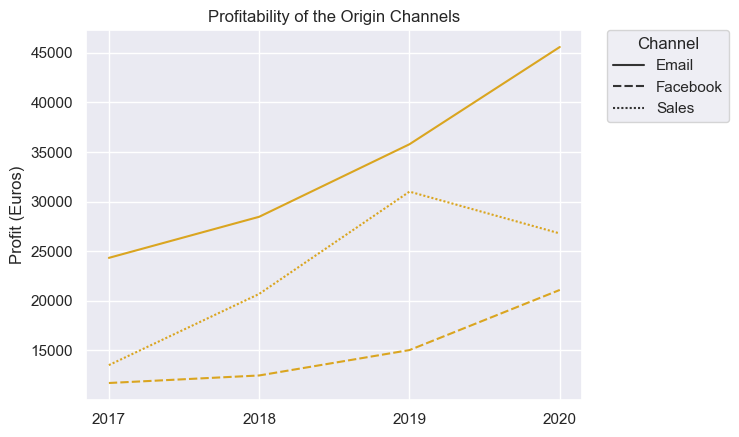 Profitability of the Origin Channels
Profit (Euros)
45000
40000
35000
30000
25000
20000
15000
2017 2018 2019 2020
Channel
Email
Facebook
Sales